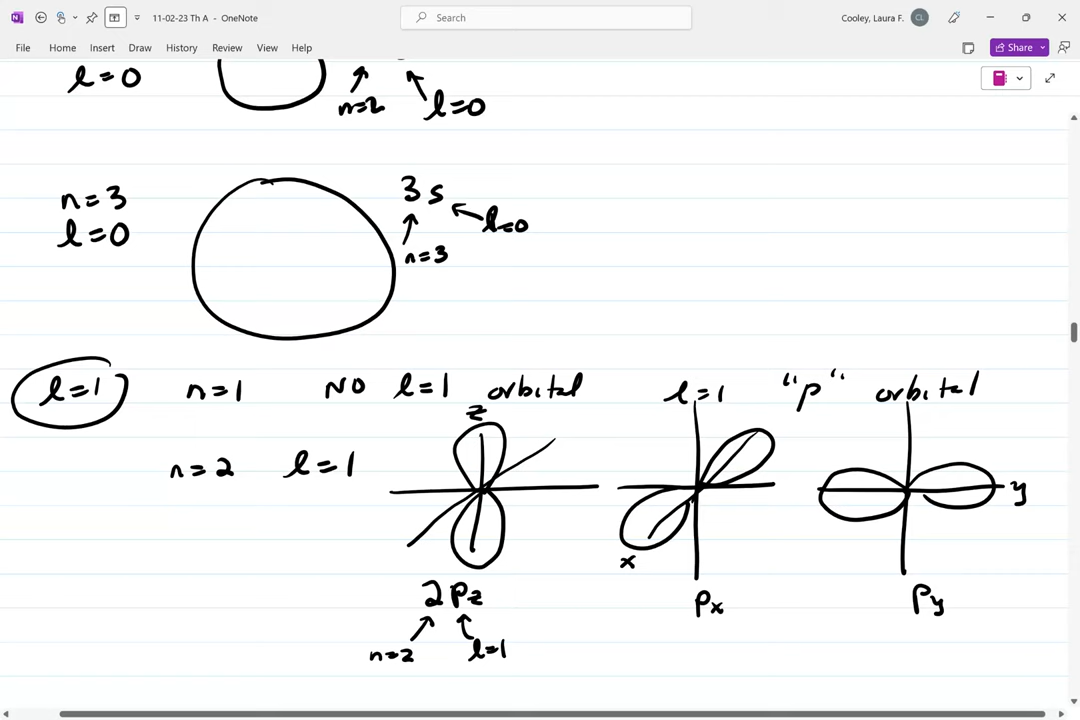 11-02-23 Th A - OneNote
Search
Cooley, Laura F.
CL
File Home Insert Draw History Review View Help
Share
l=0
n=2
l=0
n=3
l=0
3s
l=0
n=3
l=1 n=1 NO l=1 orbital l=1 "p" orbital
z
n=2 l=1
y
x
2pz
px
py
n=2
l=1